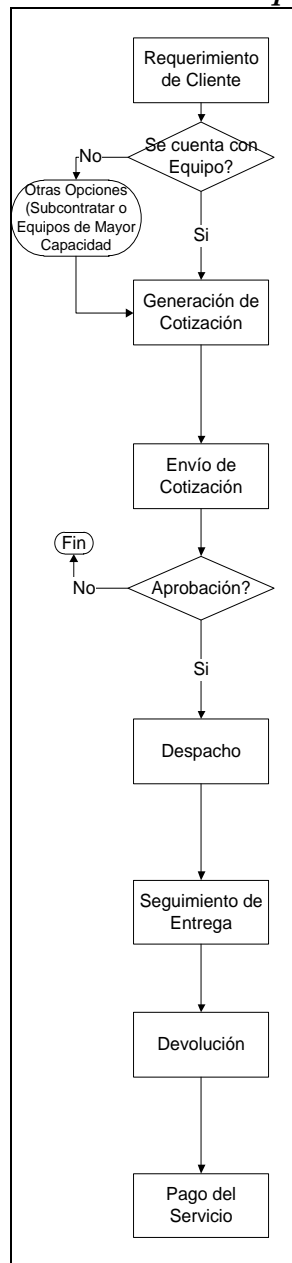 Requerimiento
de Cliente
Se cuenta con
Equipo?
No
Otras Opciones
(Subcontratar o
Equipos de Mayor
Capacidad
Si
Generación de
Cotización
Envío de
Cotización
Fin
Aprobación?
No
Si
Despacho
Seguimiento de
Entrega
Devolución
Pago del
Servicio